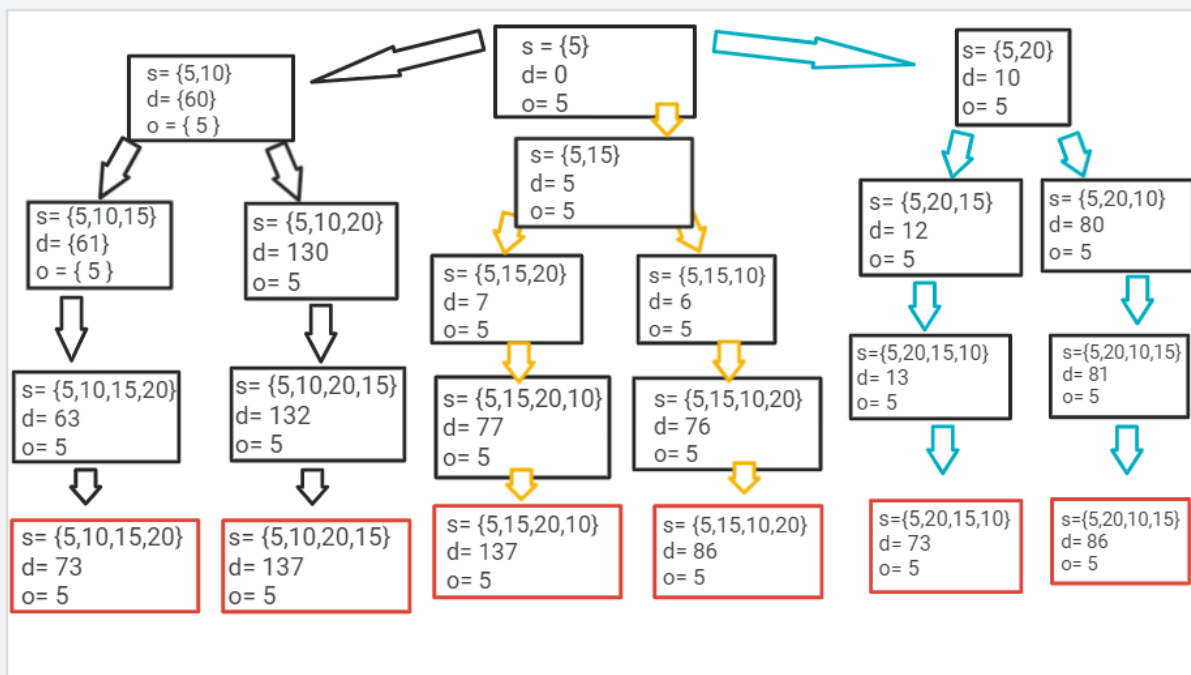 s = {5}
d= 0
o= 5
s= {5,10}
d= {60}
o = { 5 }
s= {5,20}
d= 10
o= 5
s= {5,15}
d= 5
o= 5
s= {5,10,15}
d= {61}
o = { 5 }
s= {5,10,20}
d= 130
o= 5
s= {5,15,20}
d= 7
o= 5
s= {5,15,10}
d= 6
o= 5
s= {5,20,15}
d= 12
o= 5
s= {5,20,10}
d= 80
o= 5
s= {5,10,15,20}
d= 63
o= 5
s= {5,10,20,15}
d= 132
o= 5
s= {5,15,20,10}
d= 77
o= 5
s= {5,15,10,20}
d= 76
o= 5
s={5,20,15,10}
d= 13
o= 5
s={5,20,10,15}
d= 81
o= 5
s= {5,10,15,20}
d= 73
o= 5
s= {5,10,20,15}
d= 137
o= 5
s= {5,15,20,10}
d= 137
o= 5
s= {5,15,10,20}
d= 86
o= 5
s={5,20,15,10}
d= 73
o= 5
s={5,20,10,15}
d= 86
o= 5